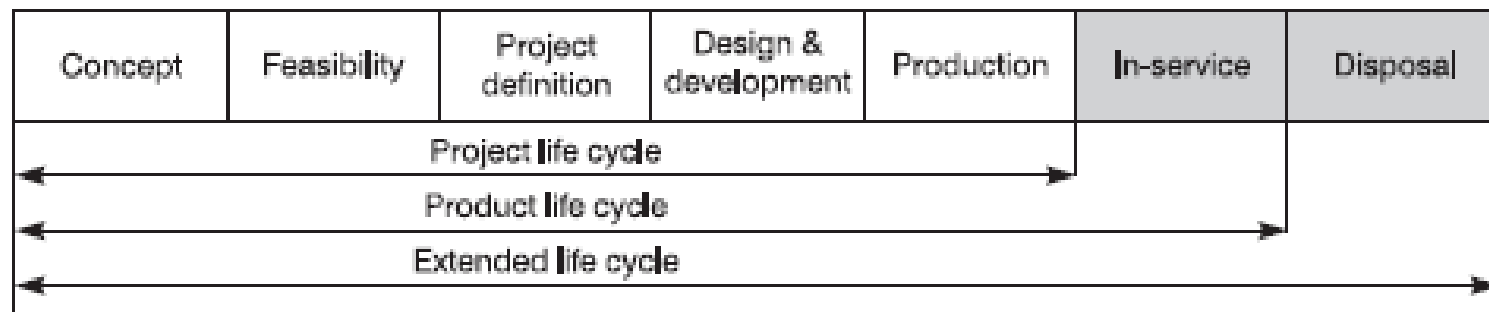 Concept
Feasibility
Project
definition
Design &
development
Production
In-service
Disposal
Project life cycle
Product life cycle
Extended life cycle